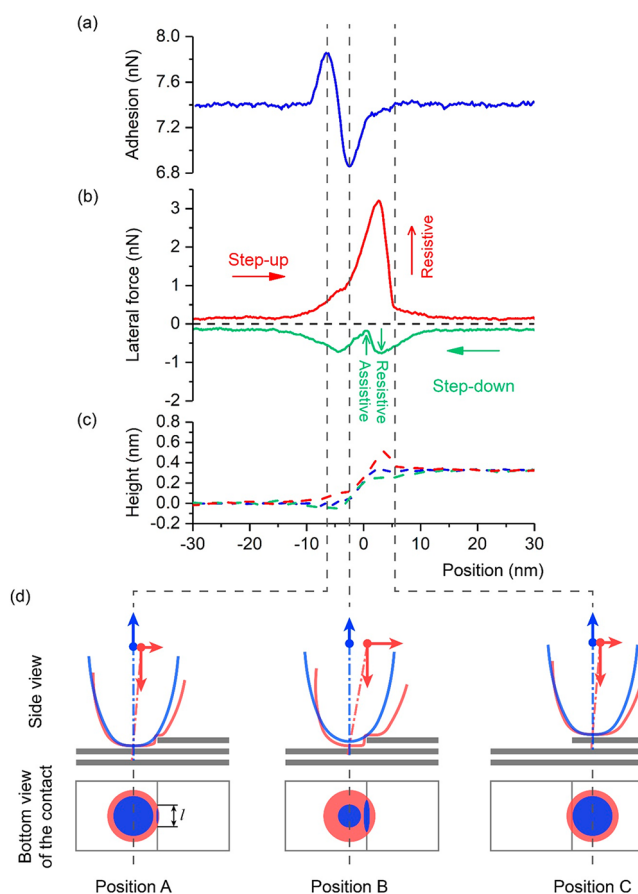 (a)
Adhesion (nN)
8.0
7.6
7.2
6.8
(b)
Lateral force (nN)
3
2
1
0
-1
-2
Step-up
Resistive
Assistive
Resistive
Step-down
(c)
Height (nm)
0.8
0.6
0.4
0.2
0.0
-0.2
-30 -20 -10 0 10 20 30
Position (nm)
(d)
Side view
Bottom view
of the contact
l
Position A Position B Position C